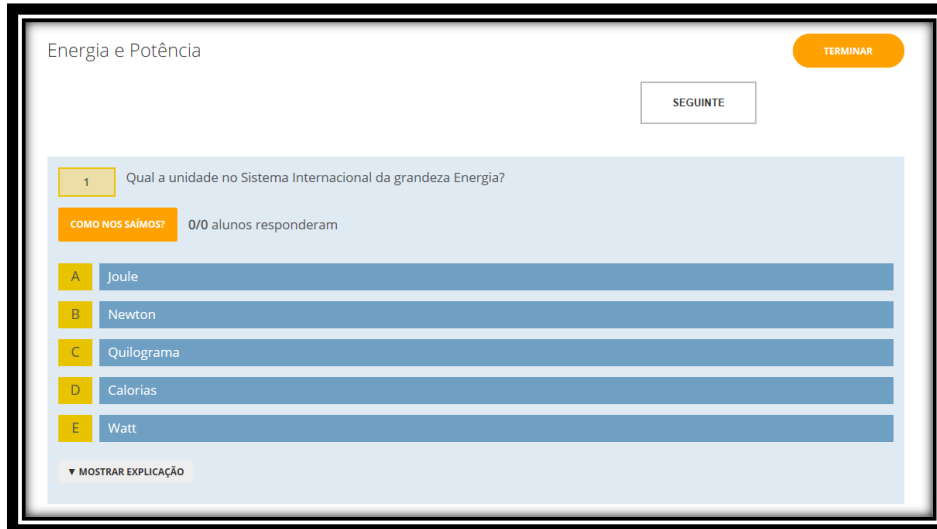 Energia e Potência
TERMINAR
SEGUINTE
1 Qual a unidade no Sistema Internacional da grandeza Energia?
COMO NOS SAÍMOS? 0/0 alunos responderam
A Joule
B Newton
C Quilograma
D Calorias
E Watt
▼ MOSTRAR EXPLICAÇÃO